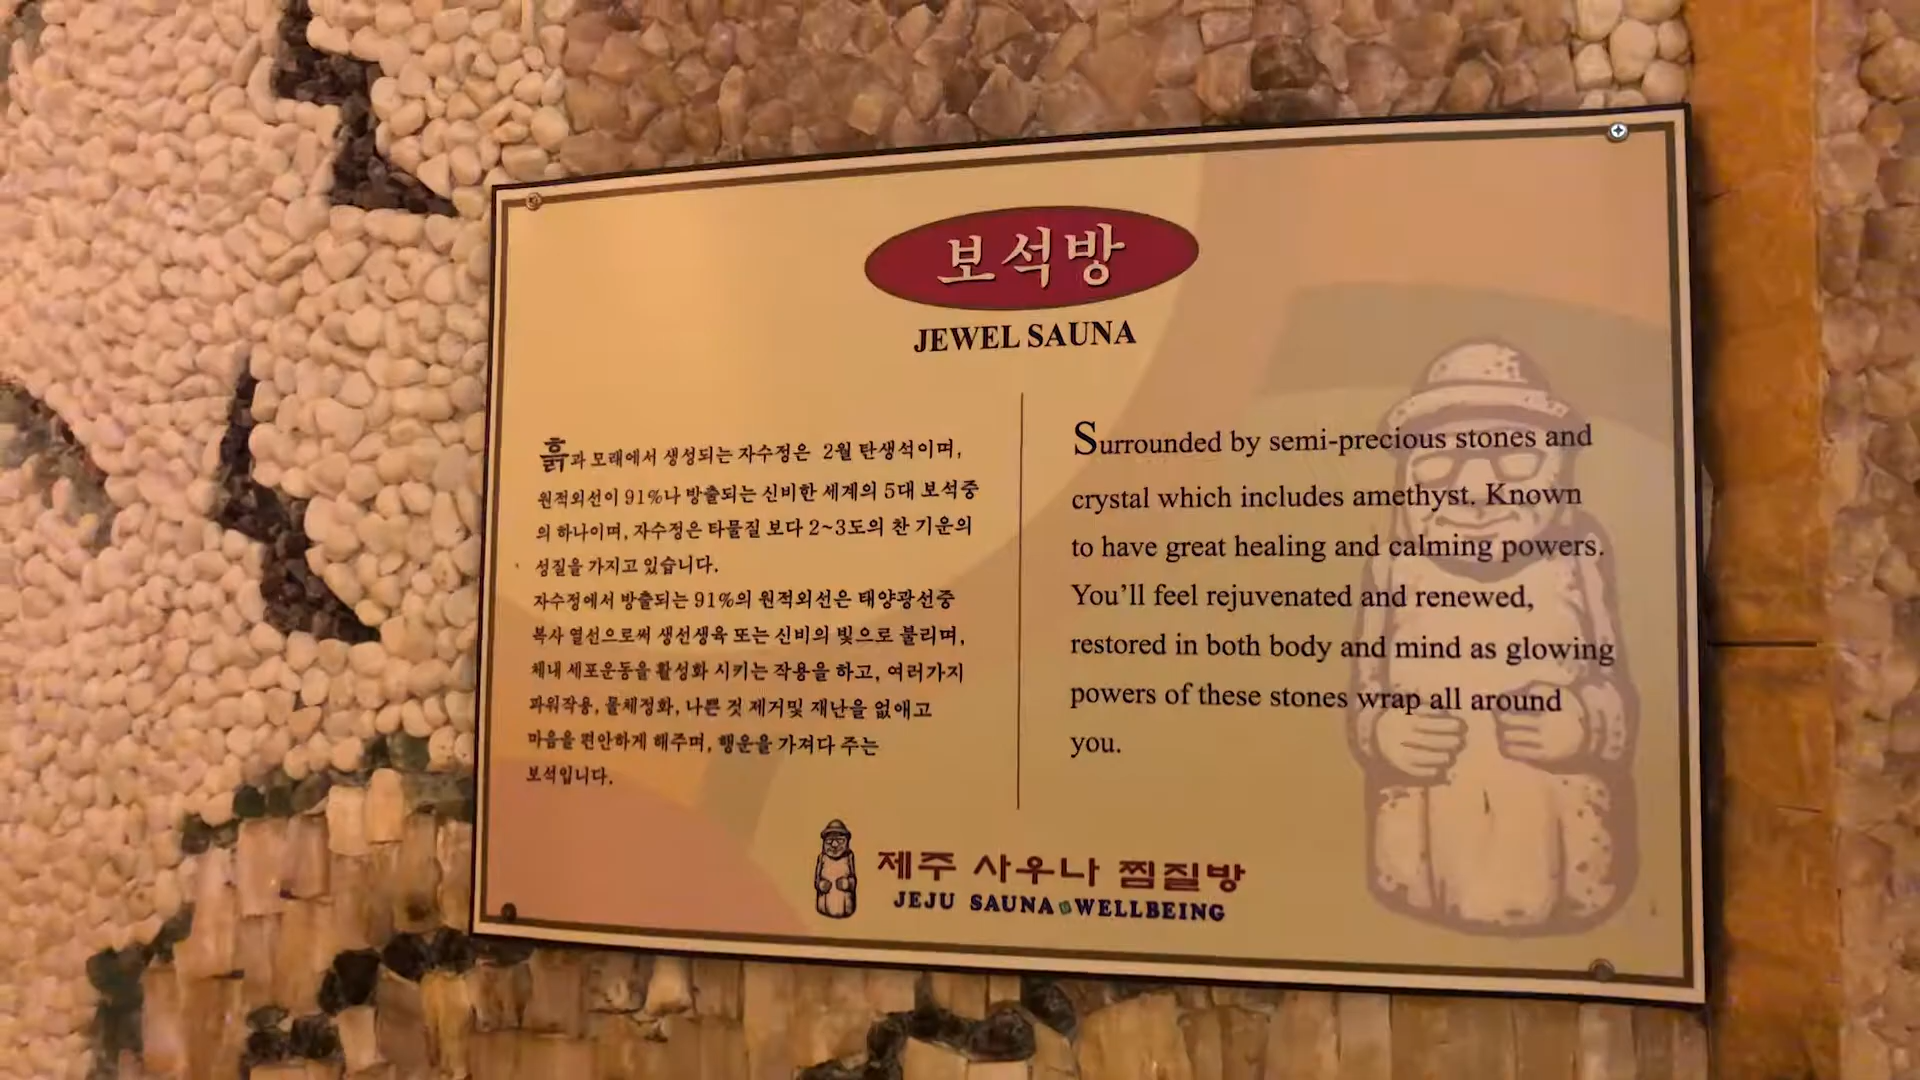 보석방
JEWEL SAUNA
흙과 모래에서 생성되는 자수정은 2월 탄생석이며,
원적외선이 91%나 방출되는 신비한 세계의 5대 보석중
의 하나이며, 자수정은 타물질 보다 2~3도의 찬 기운의
성질을 가지고 있습니다.
자수정에서 방출되는 91%의 원적외선은 태양광선중
복사 열선으로써 생선생육 또는 신비의 빛으로 불리며,
체내 세포운동을 활성화 시키는 작용을 하고, 여러가지
파워작용, 물체정화, 나쁜 것 제거및 재난을 없애고
마음을 편안하게 해주며, 행운을 가져다 주는
보석입니다.
Surrounded by semi-precious stones and
crystal which includes amethyst. Known
to have great healing and calming powers.
You'll feel rejuvenated and renewed,
restored in both body and mind as glowing
powers of these stones wrap all around
you.
제주 사우나 찜질방
JEJU SAUNA WELLBEING